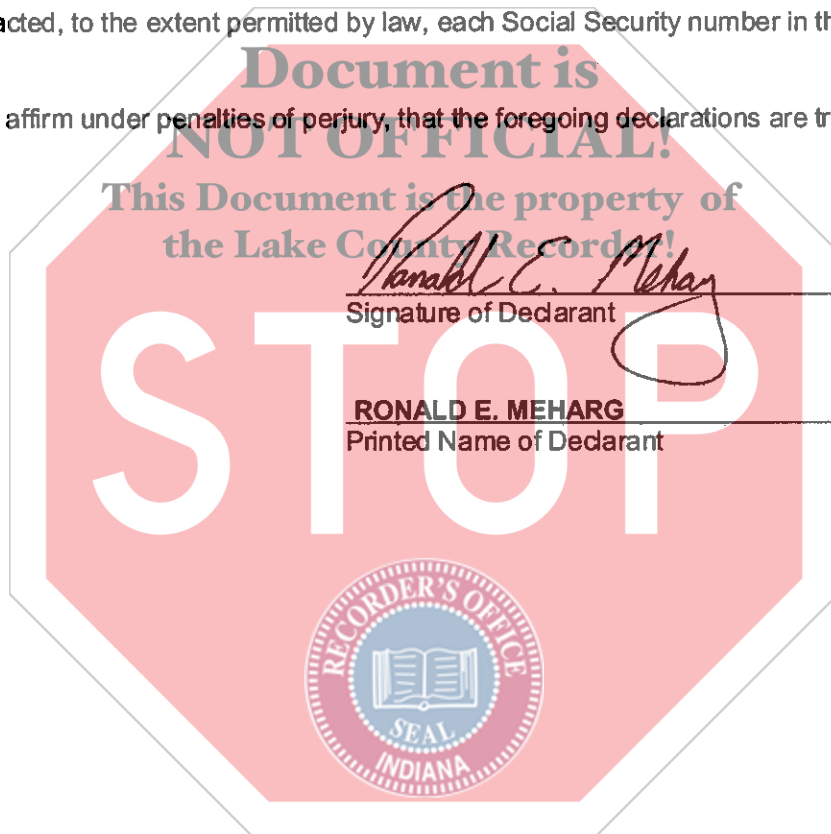 acted, to the extent permitted by law, each Social Security number in th
Document is
affirm under penalties of perjury, that the foregoing declarations are tr
NOT OFFICIAL!
This Document is the property of
the Lake County Recorder!
Ronald E. Meharg
Signature of Declarant
STOP
RONALD E. MEHARG
Printed Name of Declarant
RECORDER'S OFFICE
SEAL
INDIANA